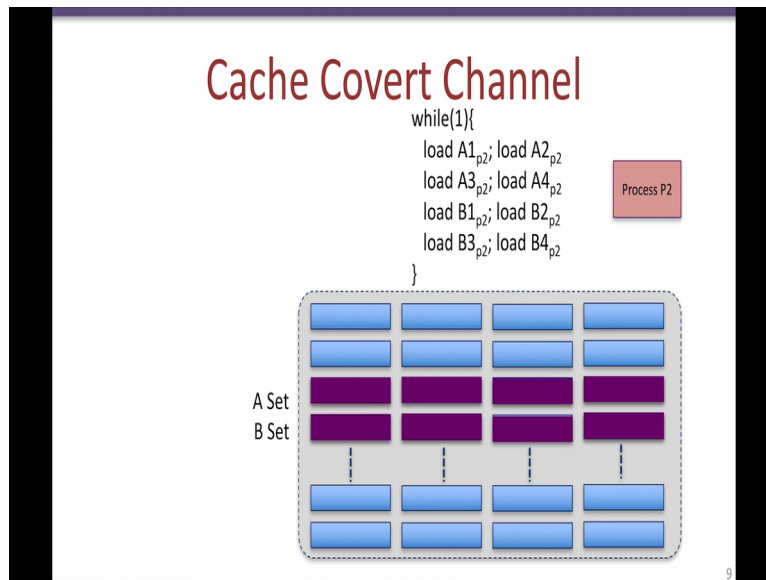 Cache Covert Channel
while(1){
load A1p2; load A2p2
load A3p2; load A4p2
load B1p2; load B2p2
load B3p2; load B4p2
}
Process P2
A Set
B Set
9